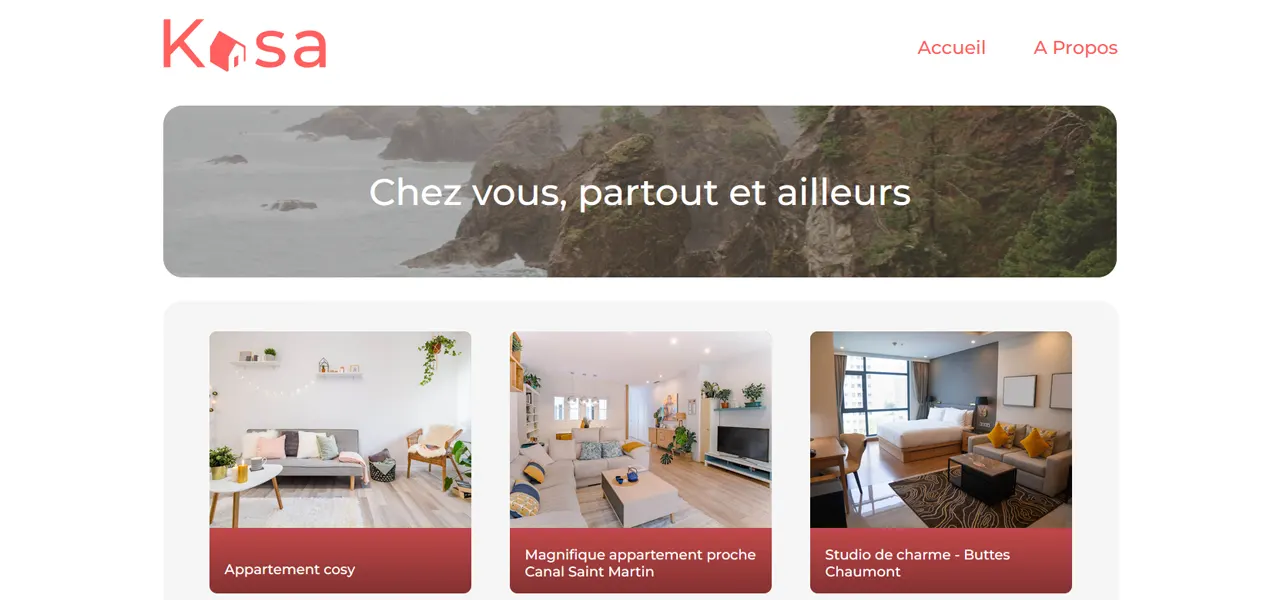 Kasa
Accueil
A Propos
Chez vous, partout et ailleurs
Appartement cosy
Magnifique appartement proche
Canal Saint Martin
Studio de charme - Buttes
Chaumont